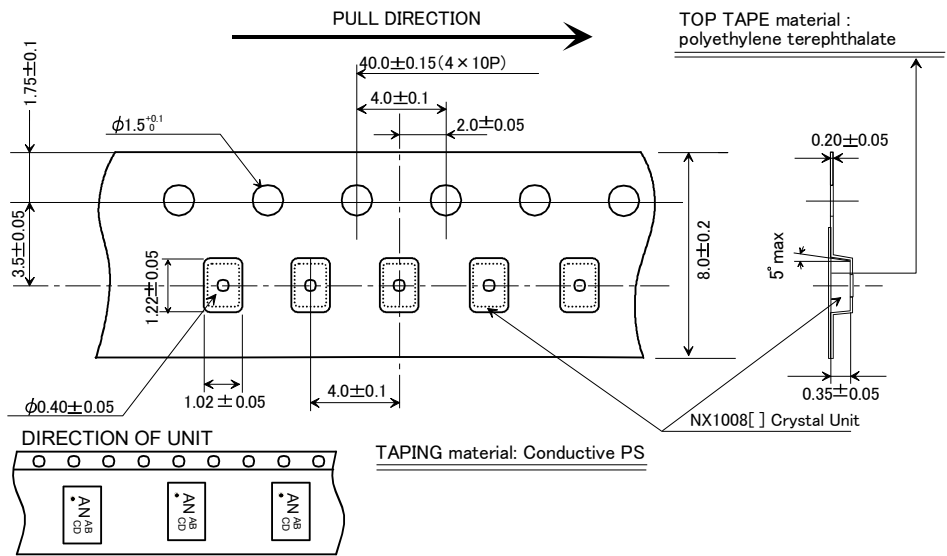 PULL DIRECTION
TOP TAPE material :
polyethylene terephthalate
1.75±0.1
40.0±0.15(4×10P)
4.0±0.1
2.0±0.05
ϕ1.5 +0.1 0
0.20±0.05
3.5±0.05
8.0±0.2
5°max
1.22±0.05
ϕ0.40±0.05
1.02±0.05
4.0±0.1
0.35±0.05
NX1008[ ] Crystal Unit
DIRECTION OF UNIT
TAPING material: Conductive PS
AN AB CD
AN AB CD
AN AB CD